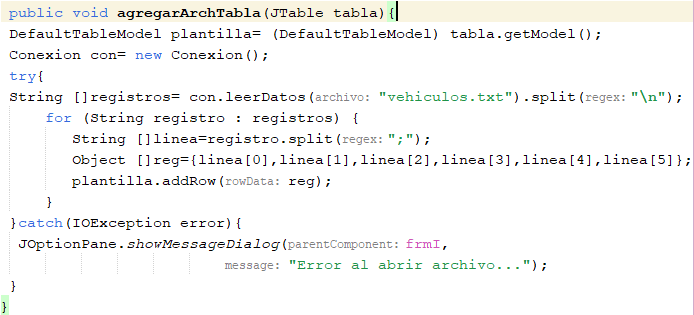 public void agregarArchTabla(JTable tabla){
DefaultTableModel plantilla= (DefaultTableModel) tabla.getModel();
Conexion con= new Conexion();
try{
String []registros= con.leerDatos(archivo: "vehiculos.txt").split(regex: "\n");
for (String registro : registros) {
String []linea=registro.split(regex: ";");
Object []reg={linea[0],linea[1],linea[2],linea[3],linea[4],linea[5]};
plantilla.addRow(rowData: reg);
}
}catch(IOException error){
JOptionPane.showMessageDialog(parentComponent: frmI,
message: "Error al abrir archivo...");
}
}